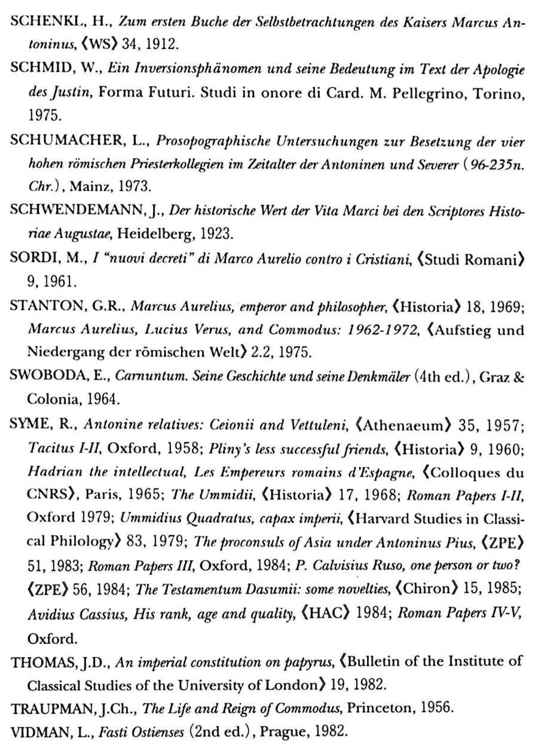 SCHENKL, H., Zum ersten Buche der Selbstbetrachtungen des Kaisers Marcus An-
toninus, 《WS》 34, 1912.
SCHMID, W., Ein Inversionsphänomen und seine Bedeutung im Text der Apologie
des Justin, Forma Futuri. Studi in onore di Card. M. Pellegrino, Torino,
1975.
SCHUMACHER, L., Prosopographische Untersuchungen zur Besetzung der vier
hohen römischen Priesterkollegien im Zeitalter der Antoninen und Severer (96-235n.
Chr.), Mainz, 1973.
SCHWENDEMANN, J., Der historische Wert der Vita Marci bei den Scriptores Histo-
riae Augustae, Heidelberg, 1923.
SORDI, M., I “nuovi decreti” di Marco Aurelio contro i Cristiani, 《Studi Romani》
9, 1961.
STANTON, G.R., Marcus Aurelius, emperor and philosopher, 《Historia》 18, 1969;
Marcus Aurelius, Lucius Verus, and Commodus: 1962-1972, 《Aufstieg und
Niedergang der römischen Welt》 2.2, 1975.
SWOBODA, E., Carnuntum. Seine Geschichte und seine Denkmäler (4th ed.), Graz &
Colonia, 1964.
SYME, R., Antonine relatives: Ceionii and Vettuleni, 《Athenaeum》 35, 1957;
Tacitus I-II, Oxford, 1958; Pliny's less successful friends, 《Historia》 9, 1960;
Hadrian the intellectual, Les Empereurs romains d'Espagne, 《Colloques du
CNRS》, Paris, 1965; The Ummidii, 《Historia》 17, 1968; Roman Papers I-II,
Oxford 1979; Ummidius Quadratus, capax imperii, 《Harvard Studies in Classi-
cal Philology》 83, 1979; The proconsuls of Asia under Antoninus Pius, 《ZPE》
51, 1983; Roman Papers III, Oxford, 1984; P. Calvisius Ruso, one person or two?
《ZPE》 56, 1984; The Testamentum Dasumii: some novelties, 《Chiron》 15, 1985;
Avidius Cassius, His rank, age and quality, 《HAC》 1984; Roman Papers IV-V,
Oxford.
THOMAS, J.D., An imperial constitution on papyrus, 《Bulletin of the Institute of
Classical Studies of the University of London》 19, 1982.
TRAUPMAN, J.Ch., The Life and Reign of Commodus, Princeton, 1956.
VIDMAN, L., Fasti Ostienses (2nd ed.), Prague, 1982.